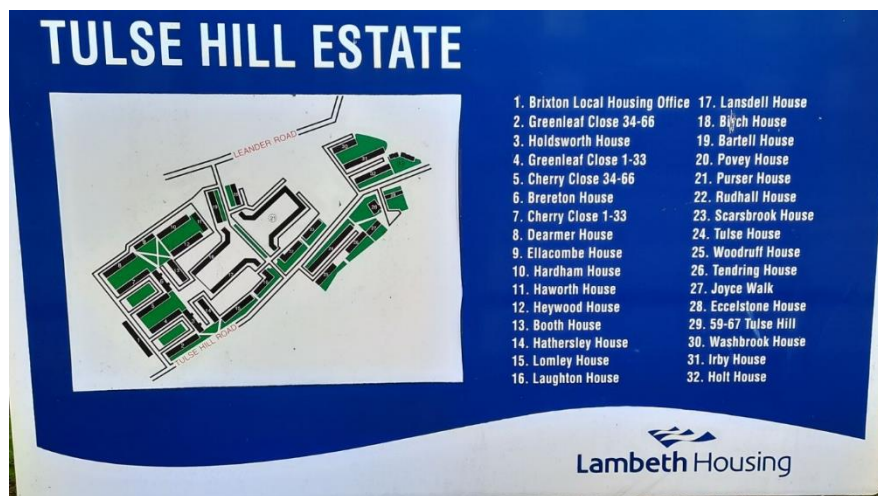 TULSE HILL ESTATE
LEANDER ROAD
TULSE HILL ROAD
1. Brixton Local Housing Office
2. Greenleaf Close 34-66
3. Holdsworth House
4. Greenleaf Close 1-33
5. Cherry Close 34-66
6. Brereton House
7. Cherry Close 1-33
8. Dearmer House
9. Ellacombe House
10. Hardham House
11. Haworth House
12. Heywood House
13. Booth House
14. Hathersley House
15. Lomley House
16. Laughton House
17. Lansdell House
18. Birch House
19. Bartell House
20. Povey House
21. Purser House
22. Rudhall House
23. Scarsbrook House
24. Tulse House
25. Woodruff House
26. Tendring House
27. Joyce Walk
28. Eccelstone House
29. 59-67 Tulse Hill
30. Washbrook House
31. Irby House
32. Holt House
Lambeth Housing